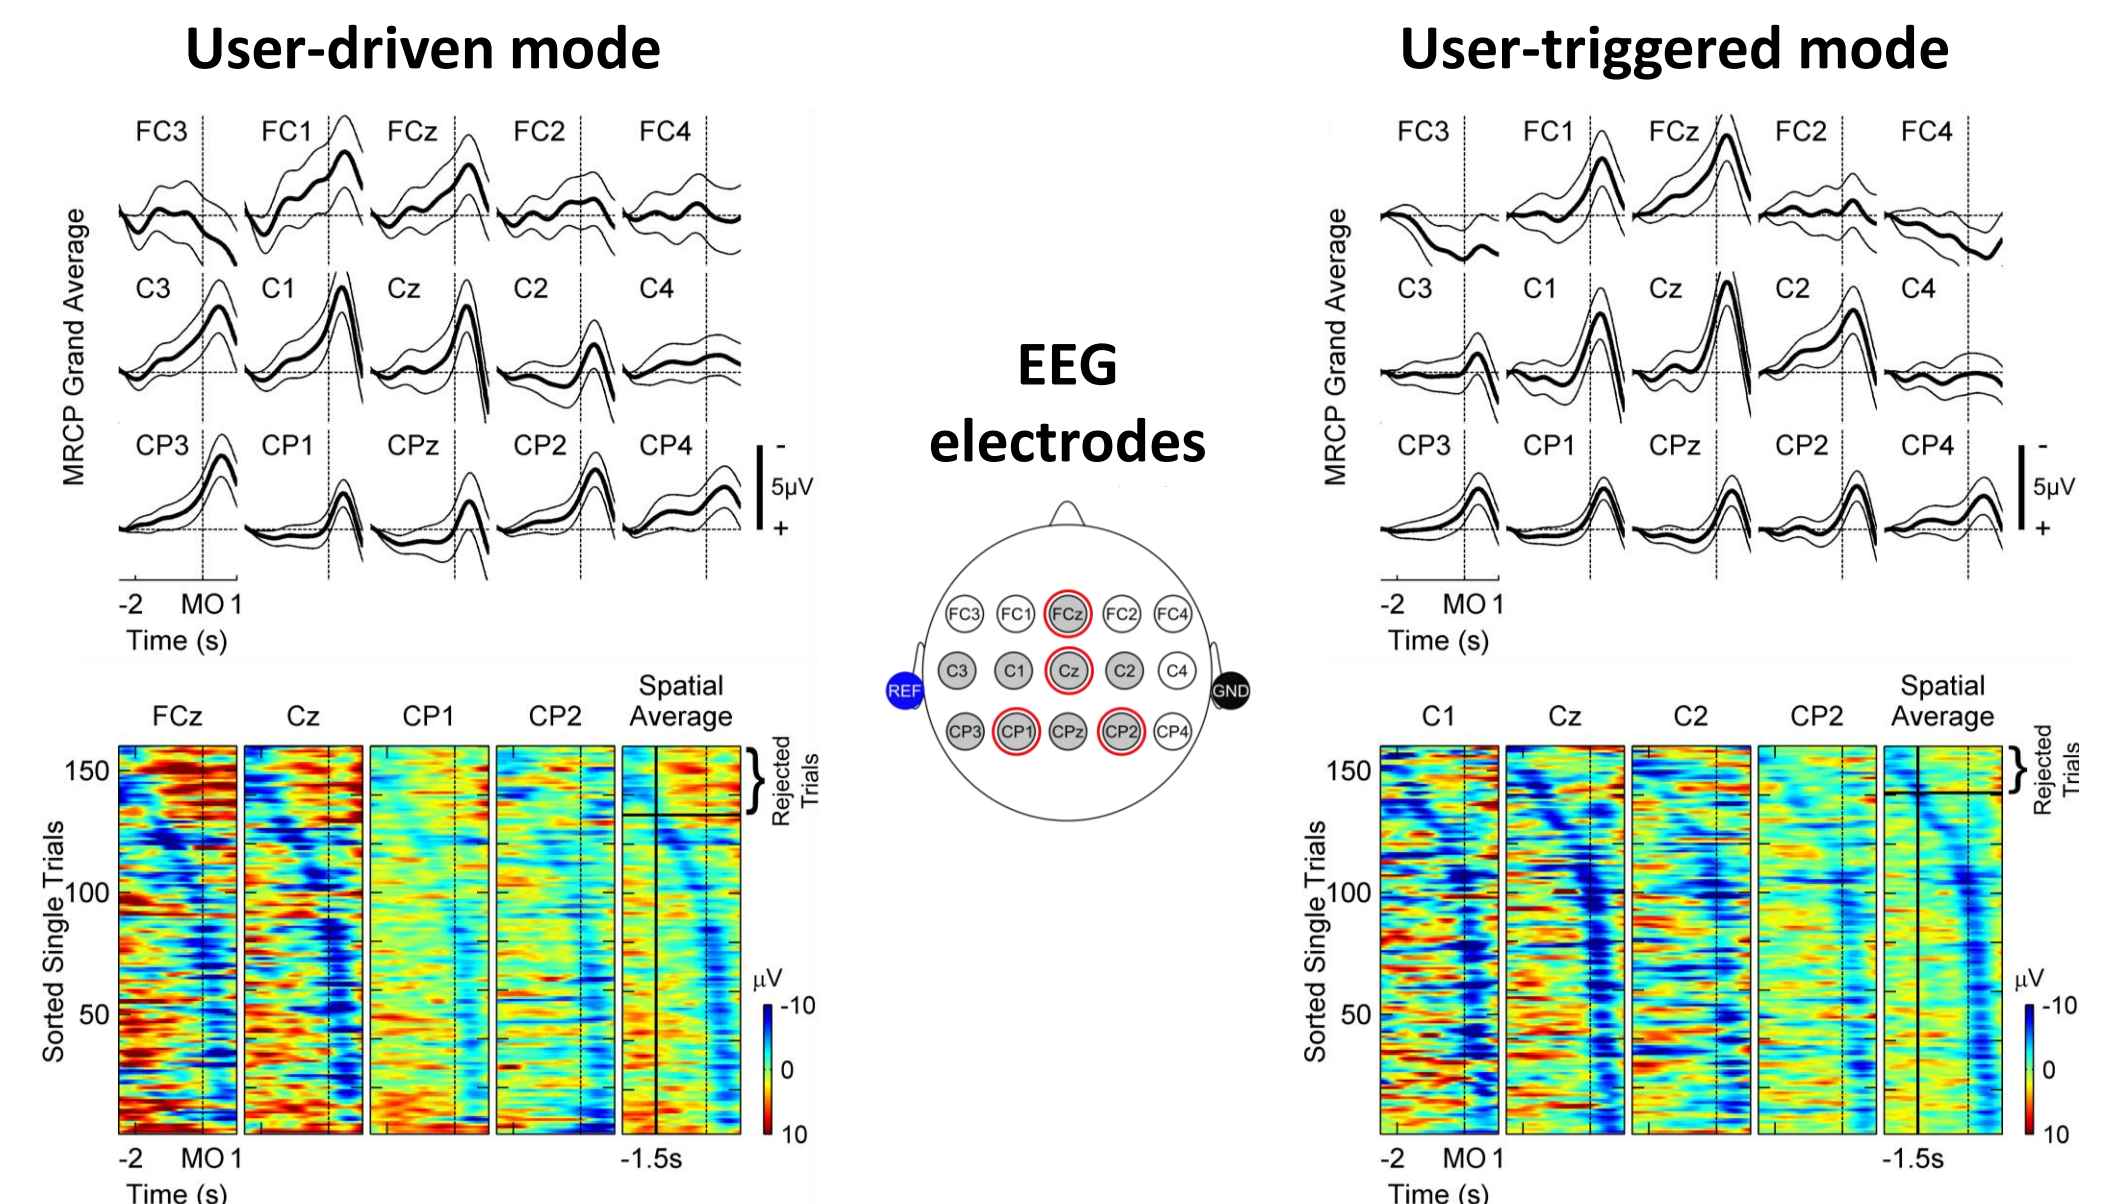 User-driven mode
MRCP Grand Average
FC3 FC1 FCz FC2 FC4
C3 C1 Cz C2 C4
CP3 CP1 CPz CP2 CP4
-
5μV
+
-2 MO 1
Time (s)
Sorted Single Trials
FCz Cz CP1 CP2 Spatial
Average
150
100
50
Rejected
Trials
μV
-10
0
10
-2 MO 1 -1.5s
Time (s)
EEG
electrodes
FC3 FC1 FCz FC2 FC4
C3 C1 Cz C2 C4
REF GND
CP3 CP1 CPz CP2 CP4
User-triggered mode
MRCP Grand Average
FC3 FC1 FCz FC2 FC4
C3 C1 Cz C2 C4
CP3 CP1 CPz CP2 CP4
-
5μV
+
-2 MO 1
Time (s)
Sorted Single Trials
C1 Cz C2 CP2 Spatial
Average
150
100
50
Rejected
Trials
μV
-10
0
10
-2 MO 1 -1.5s
Time (s)